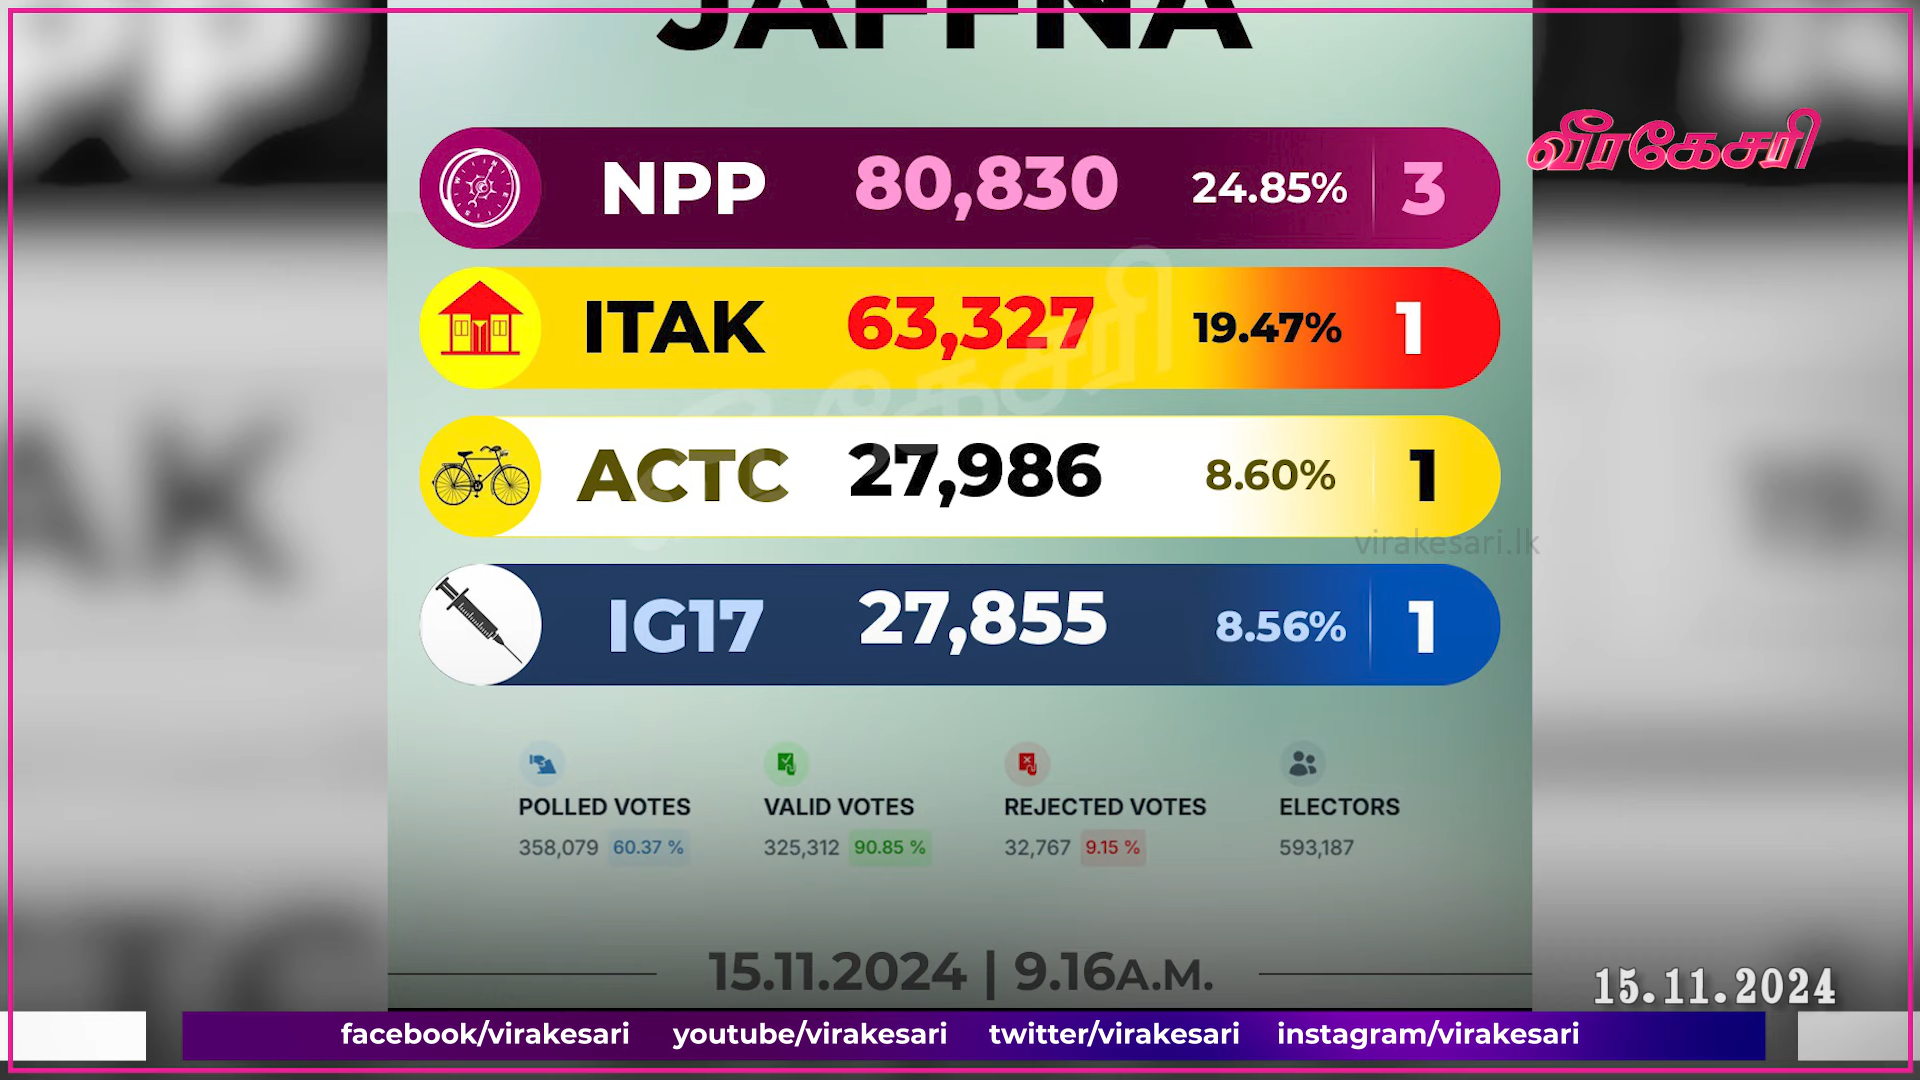 JAFFNA
NPP 80,830 24.85% 3
வீரகேசரி
ITAK 63,327 19.47% 1
ACTC 27,986 8.60% 1
virakesari.lk
IG17 27,855 8.56% 1
POLLED VOTES VALID VOTES REJECTED VOTES ELECTORS
358,079 60.37 % 325,312 90.85 % 32,767 9.15 % 593,187
15.11.2024 | 9.16A.M.
15.11.2024
facebook/virakesari youtube/virakesari twitter/virakesari instagram/virakesari